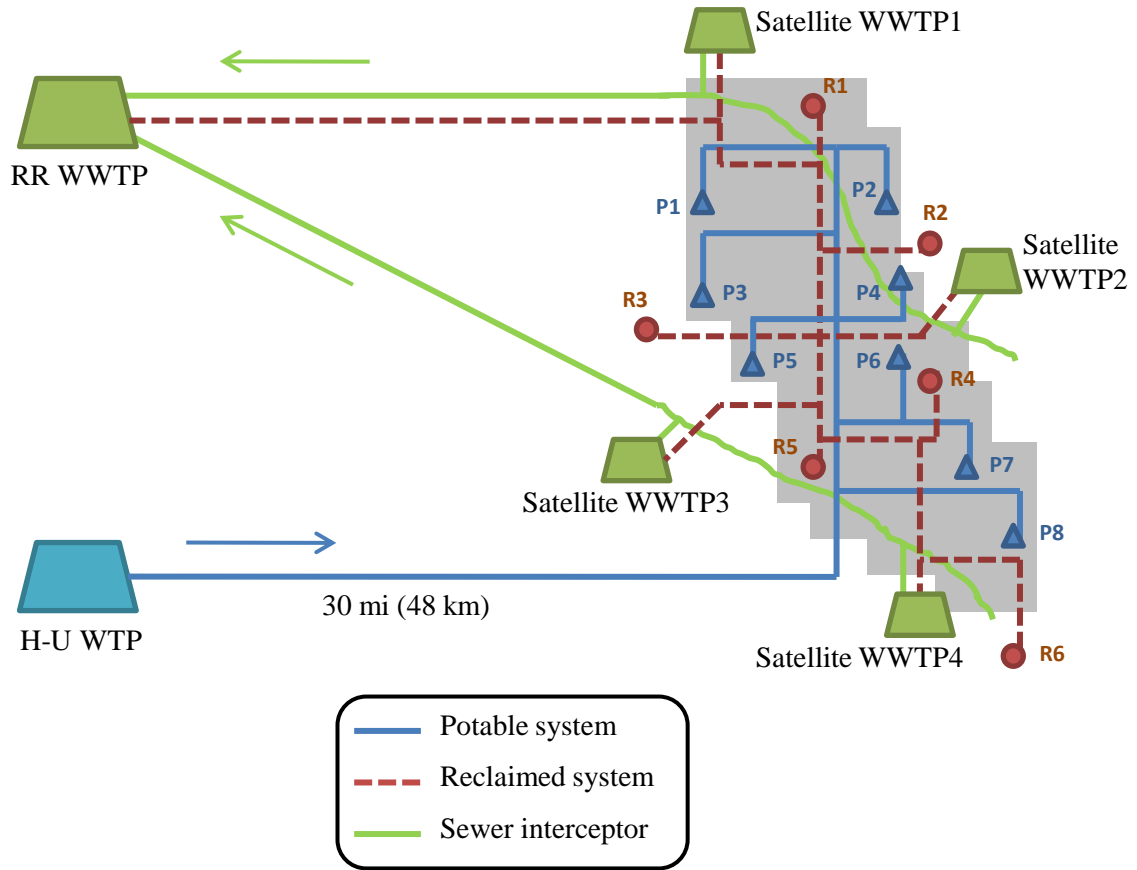 Satellite WWTP1
R1
RR WWTP
P1
P2
R2
Satellite
WWTP2
P3
P4
R3
P5
P6
R4
R5
P7
Satellite WWTP3
P8
30 mi (48 km)
H-U WTP
Satellite WWTP4
R6
Potable system
Reclaimed system
Sewer interceptor